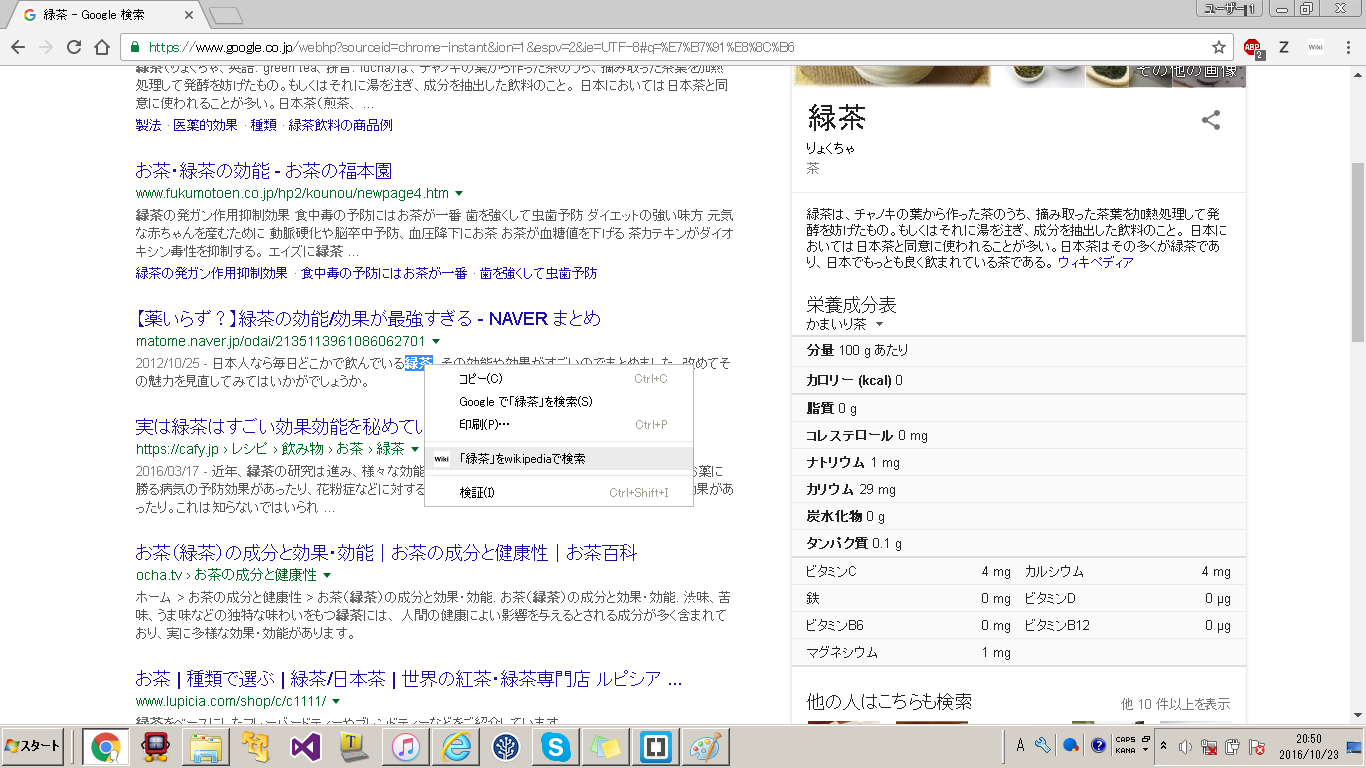 緑茶 - Google 検索
ユーザー1
https://www.google.co.jp/webhp?sourceid=chrome-instant&ion=1&espv=2&ie=UTF-8#q=%E7%B7%91%E8%8C%B6
ABP
2
Z
Wiki
緑茶(りょくちゃ、英語: green tea、拼音: lucha)は、チャノキの葉から作った茶のうち、摘み取った茶葉を加熱
処理して発酵を妨げたもの。もしくはそれに湯を注ぎ、成分を抽出した飲料のこと。 日本においては日本茶と同
意に使われることが多い。日本茶(煎茶、 ...
製法 · 医薬的効果 · 種類 · 緑茶飲料の商品例
お茶・緑茶の効能 - お茶の福本園
www.fukumotoen.co.jp/hp2/kounou/newpage4.htm
緑茶の発ガン作用抑制効果 食中毒の予防にはお茶が一番 歯を強くして虫歯予防 ダイエットの強い味方 元気
な赤ちゃんを産むために 動脈硬化や脳卒中予防、血圧降下にお茶 お茶が血糖値を下げる 茶カテキンがダイオ
キシン毒性を抑制する。 エイズに緑茶 ...
緑茶の発ガン作用抑制効果 · 食中毒の予防にはお茶が一番 · 歯を強くして虫歯予防
【薬いらず？】緑茶の効能/効果が最強すぎる - NAVER まとめ
matome.naver.jp/odai/2135113961086062701
2012/10/25 - 日本人なら毎日どこかで飲んでいる緑茶。その効能や効果がすごいのでまとめました。改めてそ
の魅力を見直してみてはいかがでしょうか。
実は緑茶はすごい効果効能を秘めてい
https://cafy.jp › レシピ › 飲み物 › お茶 › 緑茶
2016/03/17 - 近年、緑茶の研究は進み、様々な効能
お薬に
勝る病気の予防効果があったり、花粉症などに対する
効果があ
ったり。これは知らないではいられ ...
コピー(C) Ctrl+C
Google で「緑茶」を検索(S)
印刷(P)… Ctrl+P
Wiki 「緑茶」をwikipediaで検索
検証(I) Ctrl+Shift+I
お茶（緑茶）の成分と効果・効能｜お茶の成分と健康性｜お茶百科
ocha.tv › お茶の成分と健康性
ホーム > お茶の成分と健康性 > お茶（緑茶）の成分と効果・効能. お茶（緑茶）の成分と効果・効能. 渋味、苦
味、うま味などの独特な味わいをもつ緑茶には、 人間の健康によい影響を与えるとされる成分が多く含まれて
おり、実に多様な効果・効能があります。
お茶 | 種類で選ぶ | 緑茶/日本茶 | 世界の紅茶・緑茶専門店 ルピシア ...
www.lupicia.com/shop/c/c1111/
緑茶をベースにしたフレーバードティーやブレンドティーなどをご紹介しています。
その他の画像
緑茶
りょくちゃ
茶
緑茶は、チャノキの葉から作った茶のうち、摘み取った茶葉を加熱処理して発
酵を妨げたもの。もしくはそれに湯を注ぎ、成分を抽出した飲料のこと。 日本に
おいては日本茶と同意に使われることが多い。日本茶はその多くが緑茶であ
り、日本でもっとも良く飲まれている茶である。 ウィキペディア
栄養成分表
かまいり茶
分量 100 g あたり
カロリー (kcal) 0
脂質 0 g
コレステロール 0 mg
ナトリウム 1 mg
カリウム 29 mg
炭水化物 0 g
タンパク質 0.1 g
ビタミンC 4 mg カルシウム 4 mg
鉄 0 mg ビタミンD 0 µg
ビタミンB6 0 mg ビタミンB12 0 µg
マグネシウム 1 mg
他の人はこちらも検索 他 10 件以上を表示
スタート
A
CAPS
KANA
20:50
2016/10/23